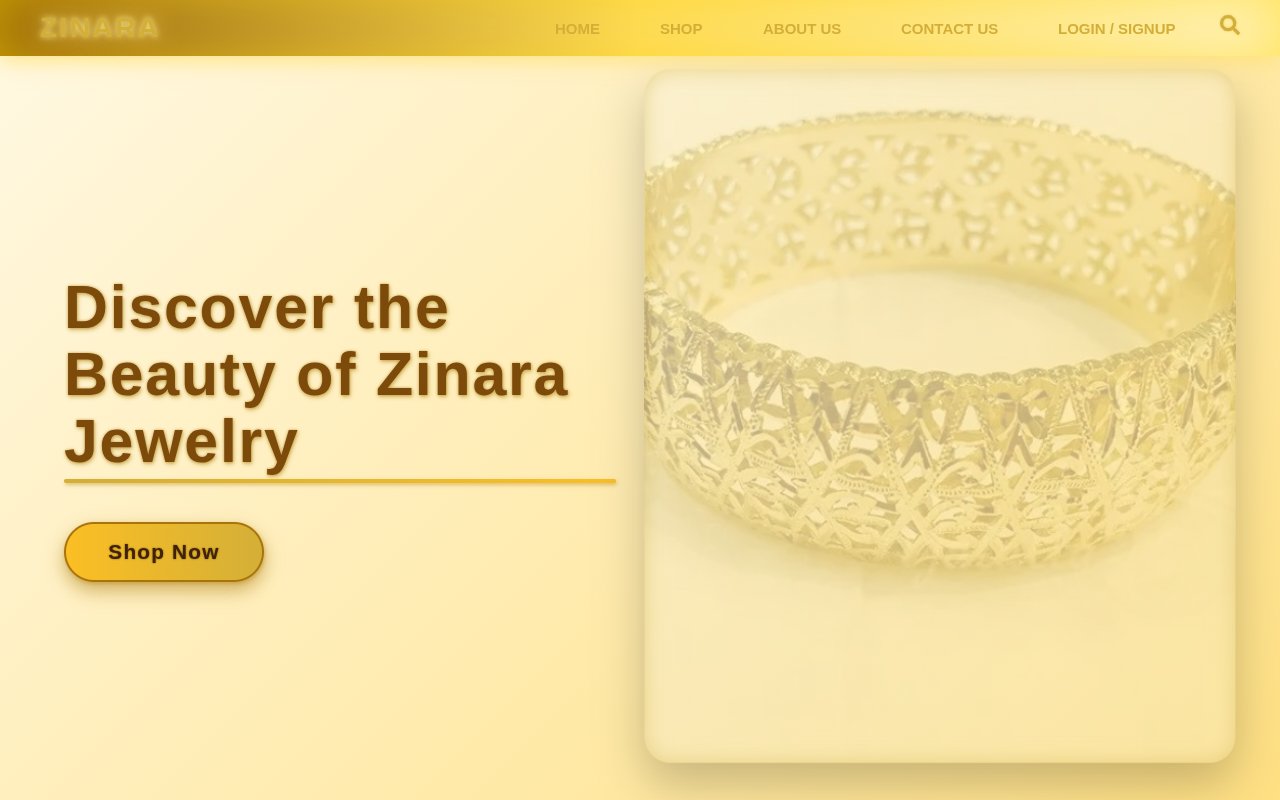 ZINARA
HOME
SHOP
ABOUT US
CONTACT US
LOGIN / SIGNUP
Discover the
Beauty of Zinara
Jewelry
Shop Now